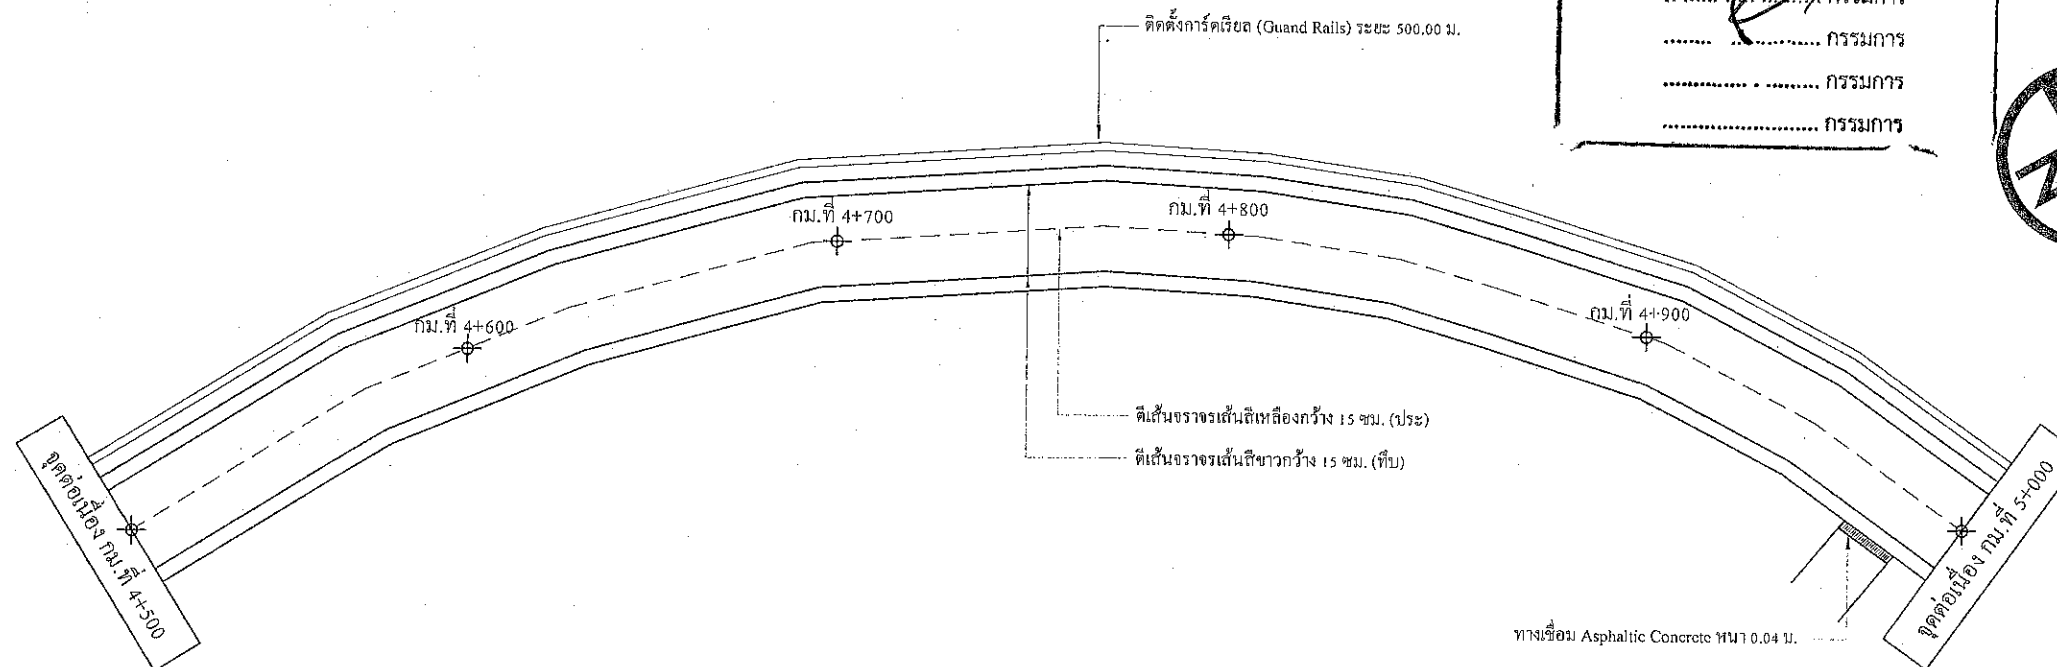 ติดตั้งการ์ดเรียล (Guand Rails) ระยะ 500.00 ม.
กรรมการ
............... กรรมการ
............... กรรมการ
............... กรรมการ
กม.ที่ 4+700
กม.ที่ 4+800
กม.ที่ 4+600
กม.ที่ 4+900
ตีเส้นจราจรเส้นสีเหลืองกว้าง 15 ซม. (ประ)
ตีเส้นจราจรเส้นสีขาวกว้าง 15 ซม. (ทึบ)
จุดต่อเนื่อง กม.ที่ 4+500
จุดต่อเนื่อง กม.ที่ 5+000
ทางเชื่อม Asphaltic Concrete หนา 0.04 ม.